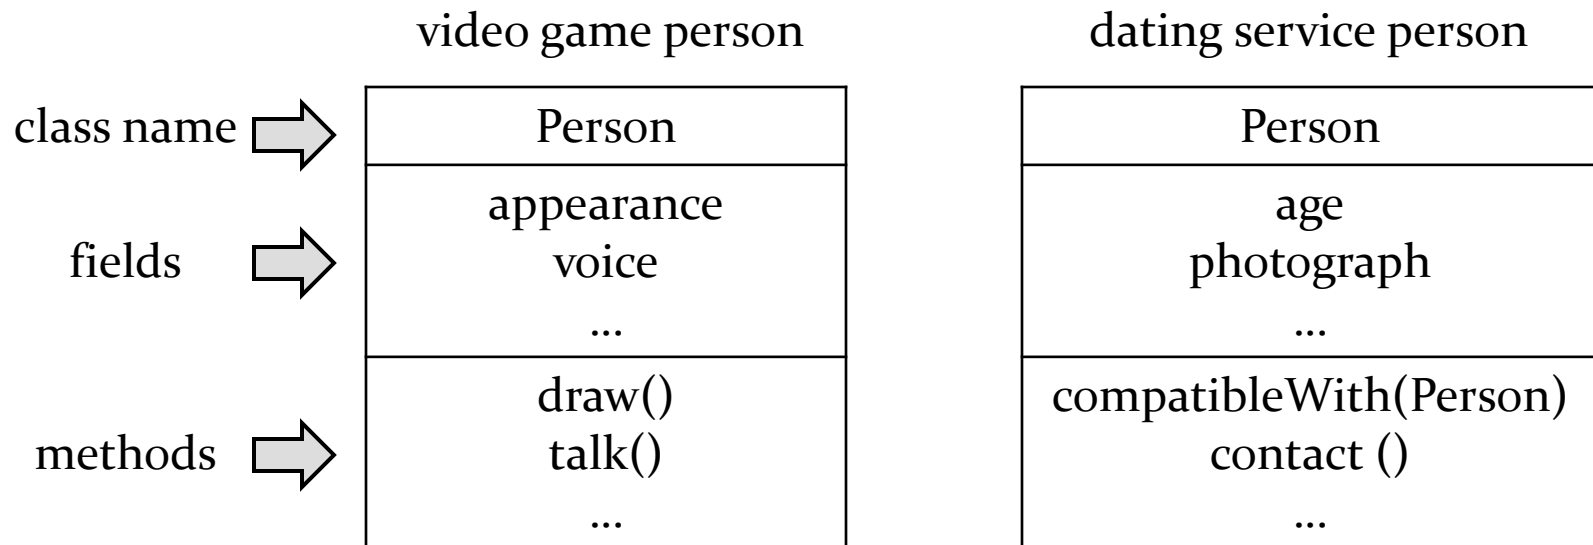 video game person
dating service person
class name
Person
Person
fields
appearance
voice
...
age
photograph
...
methods
draw()
talk()
...
compatibleWith(Person)
contact ()
...